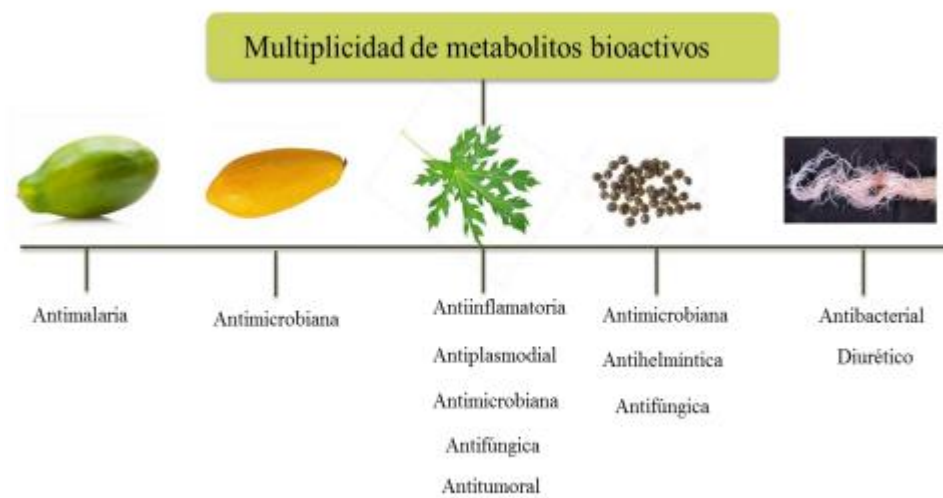 Multiplicidad de metabolitos bioactivos
Antimalaria
Antimicrobiana
Antiinflamatoria
Antiplasmodial
Antimicrobiana
Antifúngica
Antitumoral
Antimicrobiana
Antihelmíntica
Antifúngica
Antibacterial
Diurético